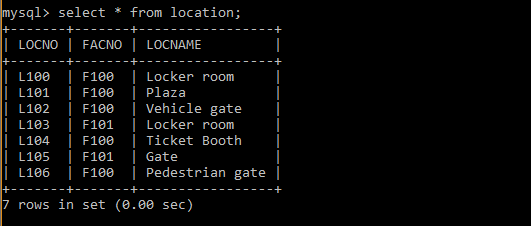 mysql> select * from location;
+-------+-------+-----------------+
| LOCNO | FACNO | LOCNAME         |
+-------+-------+-----------------+
| L100  | F100  | Locker room     |
| L101  | F100  | Plaza           |
| L102  | F100  | Vehicle gate    |
| L103  | F101  | Locker room     |
| L104  | F100  | Ticket Booth    |
| L105  | F101  | Gate            |
| L106  | F100  | Pedestrian gate |
+-------+-------+-----------------+
7 rows in set (0.00 sec)